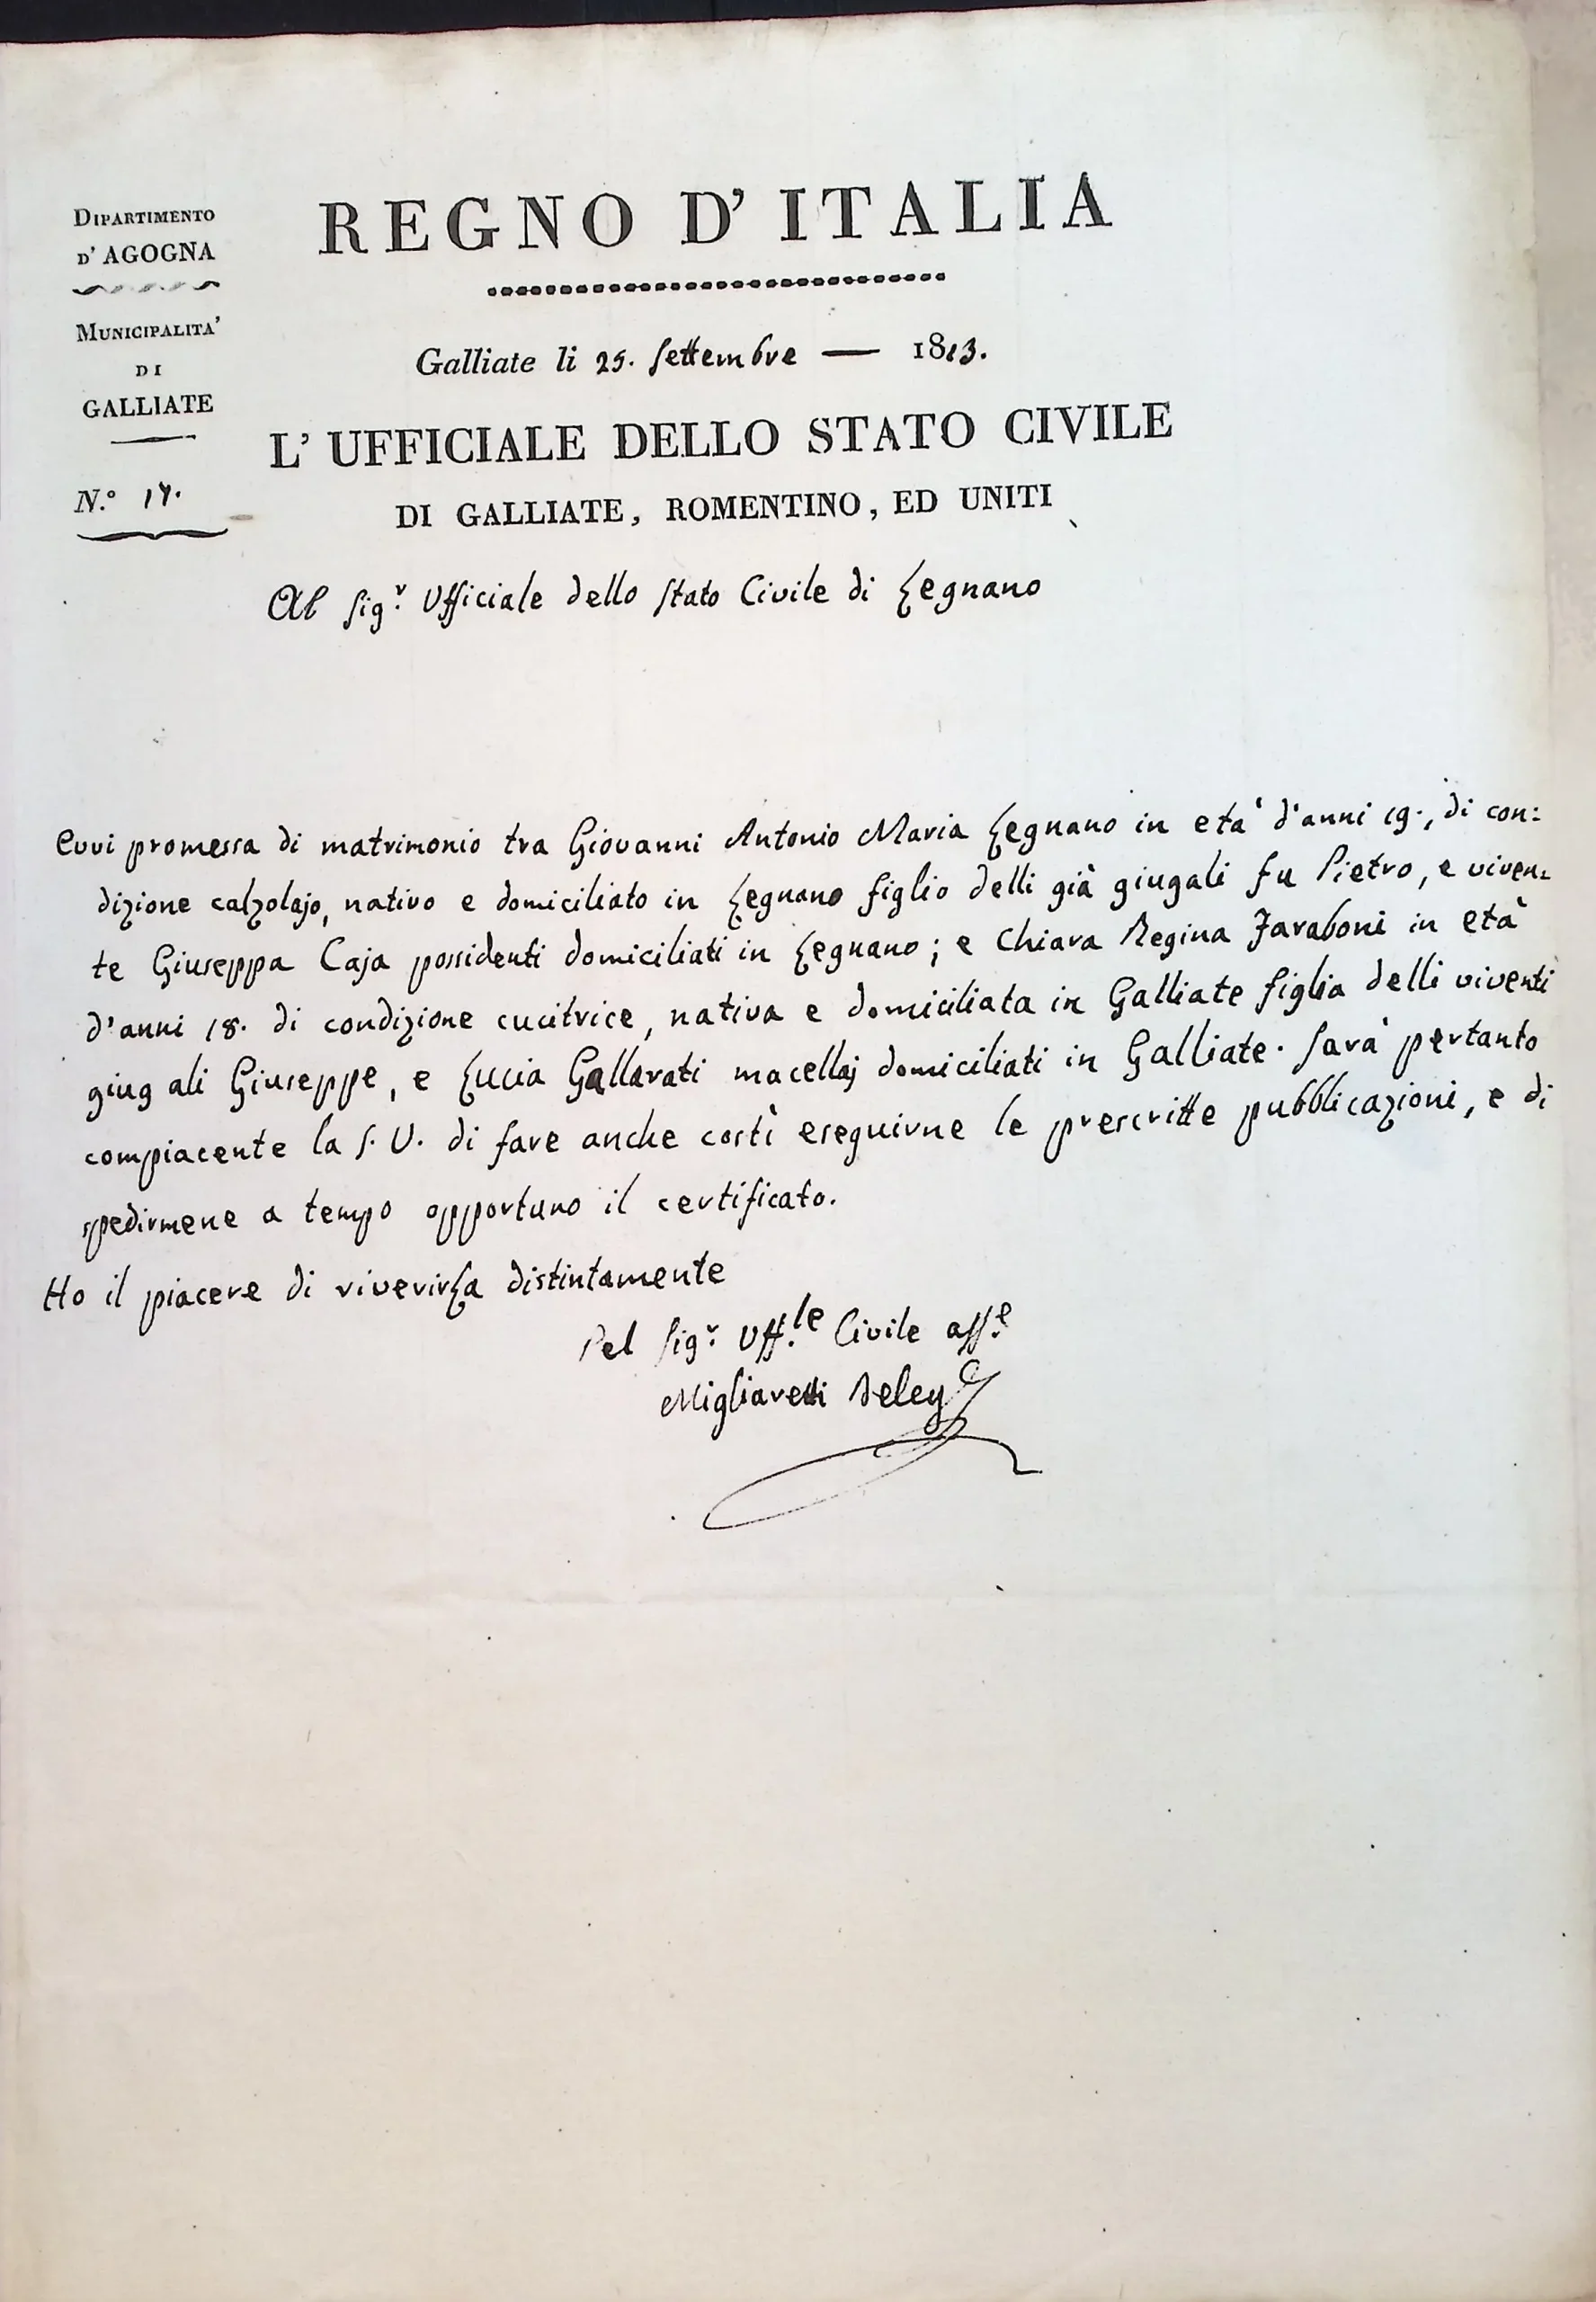 DIPARTIMENTO
D' AGOGNA
MUNICIPALITA'
DI
GALLIATE
N.º 17.
REGNO D' ITALIA
Galliate li 25. Settembre — 1813.
L' UFFICIALE DELLO STATO CIVILE
DI GALLIATE, ROMENTINO, ED UNITI
Al Sig.r Ufficiale dello Stato Civile di Legnano
Evvi promessa di matrimonio tra Giovanni Antonio Maria Legnano in età d'anni 19., di con:
dizione calzolajo, nativo e domiciliato in Legnano figlio delli già giugali fu Pietro, e viven:
te Giuseppa Caja possidenti domiciliati in Legnano; e Chiara Regina Faraboni in età
d'anni 18. di condizione cucitrice, nativa e domiciliata in Galliate figlia delli viventi
giugali Giuseppe, e Lucia Gallarati macellaj domiciliati in Galliate. Sarà pertanto
compiacente la S. V. di fare anche costì eseguirne le prescritte pubblicazioni, e di
spedirmene a tempo opportuno il certificato.
Ho il piacere di riverirLa distintamente
Pel Sig.r Uff.le Civile ass.e
Migliaretti